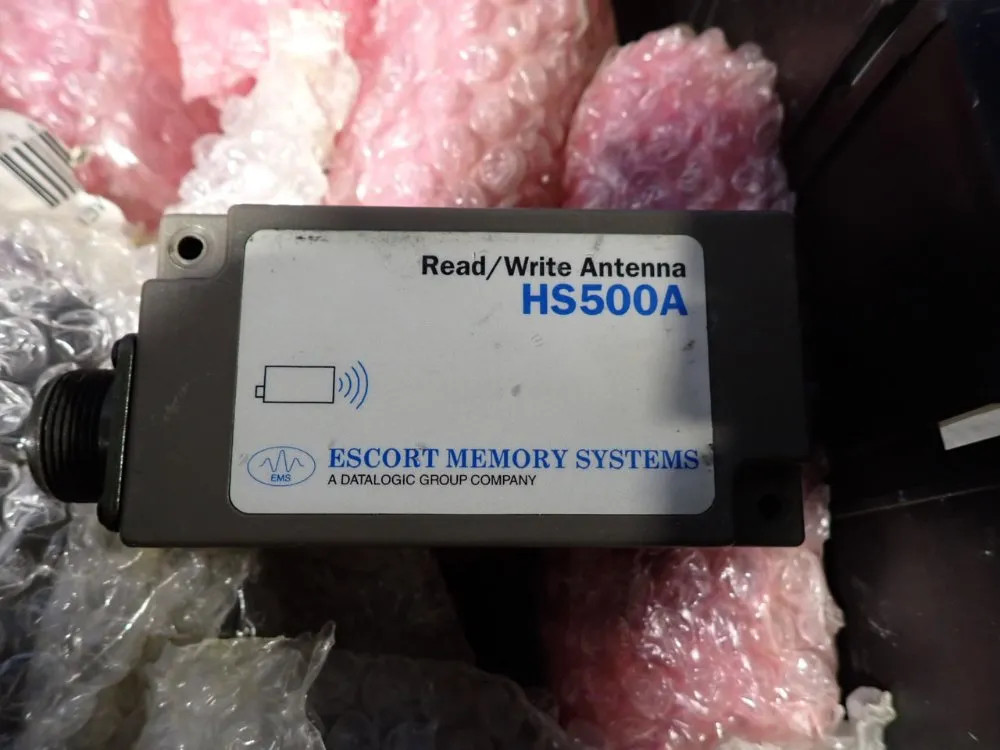 Read/Write Antenna
HS500A
EMS
ESCORT MEMORY SYSTEMS
A DATALOGIC GROUP COMPANY